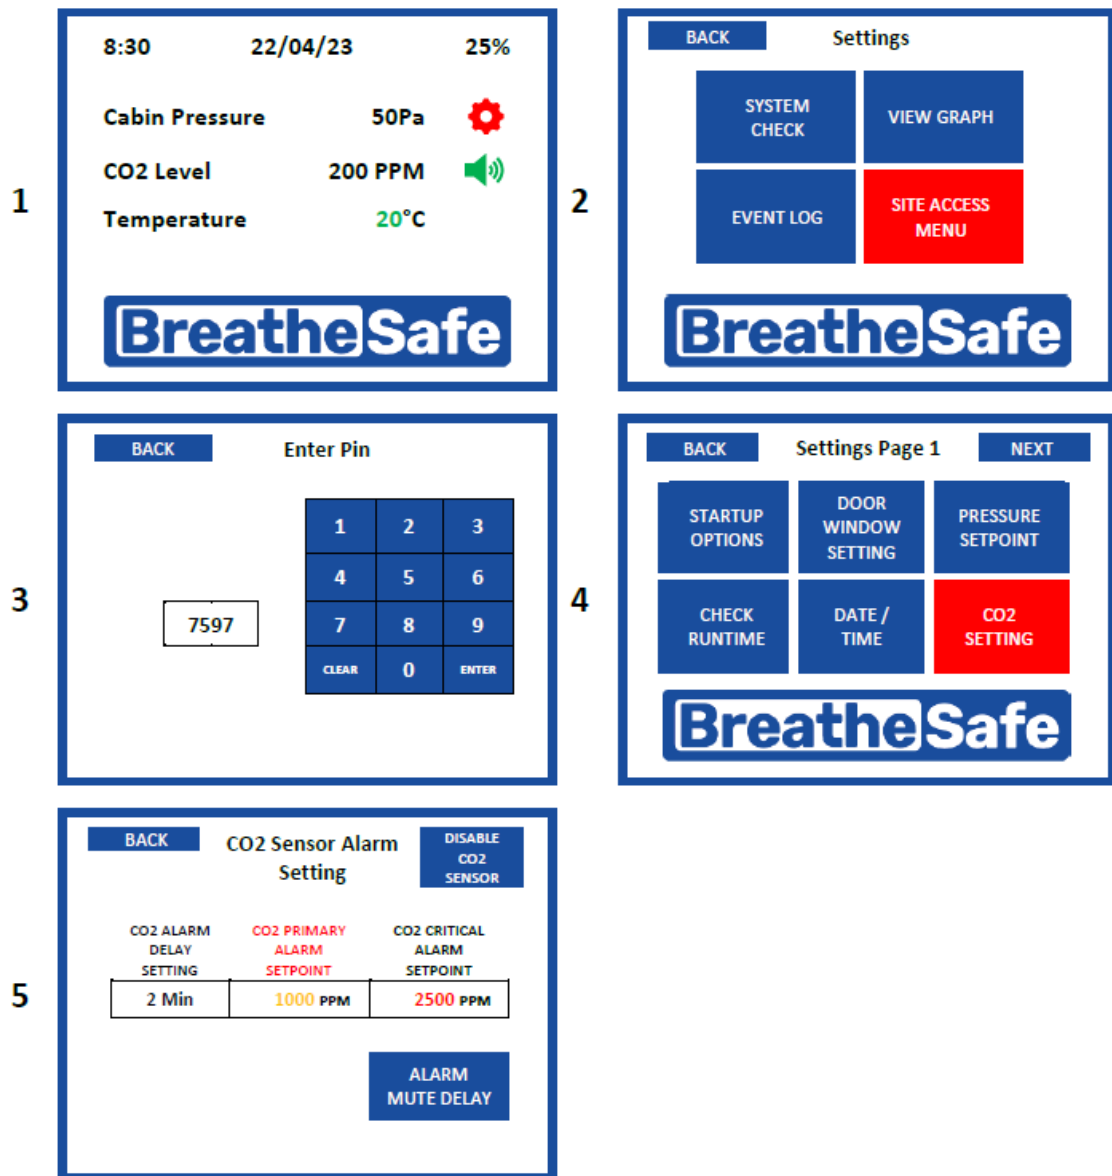 1
8:30 22/04/23 25%
Cabin Pressure 50Pa
CO2 Level 200 PPM
Temperature 20°C
BreatheSafe
2
BACK Settings
SYSTEM
CHECK
VIEW GRAPH
EVENT LOG
SITE ACCESS
MENU
BreatheSafe
3
BACK Enter Pin
7597
1 2 3
4 5 6
7 8 9
CLEAR 0 ENTER
4
BACK Settings Page 1 NEXT
STARTUP
OPTIONS
DOOR
WINDOW
SETTING
PRESSURE
SETPOINT
CHECK
RUNTIME
DATE /
TIME
CO2
SETTING
BreatheSafe
5
BACK
CO2 Sensor Alarm
Setting
DISABLE
CO2
SENSOR
CO2 ALARM
DELAY
SETTING
CO2 PRIMARY
ALARM
SETPOINT
CO2 CRITICAL
ALARM
SETPOINT
2 Min 1000 PPM 2500 PPM
ALARM
MUTE DELAY